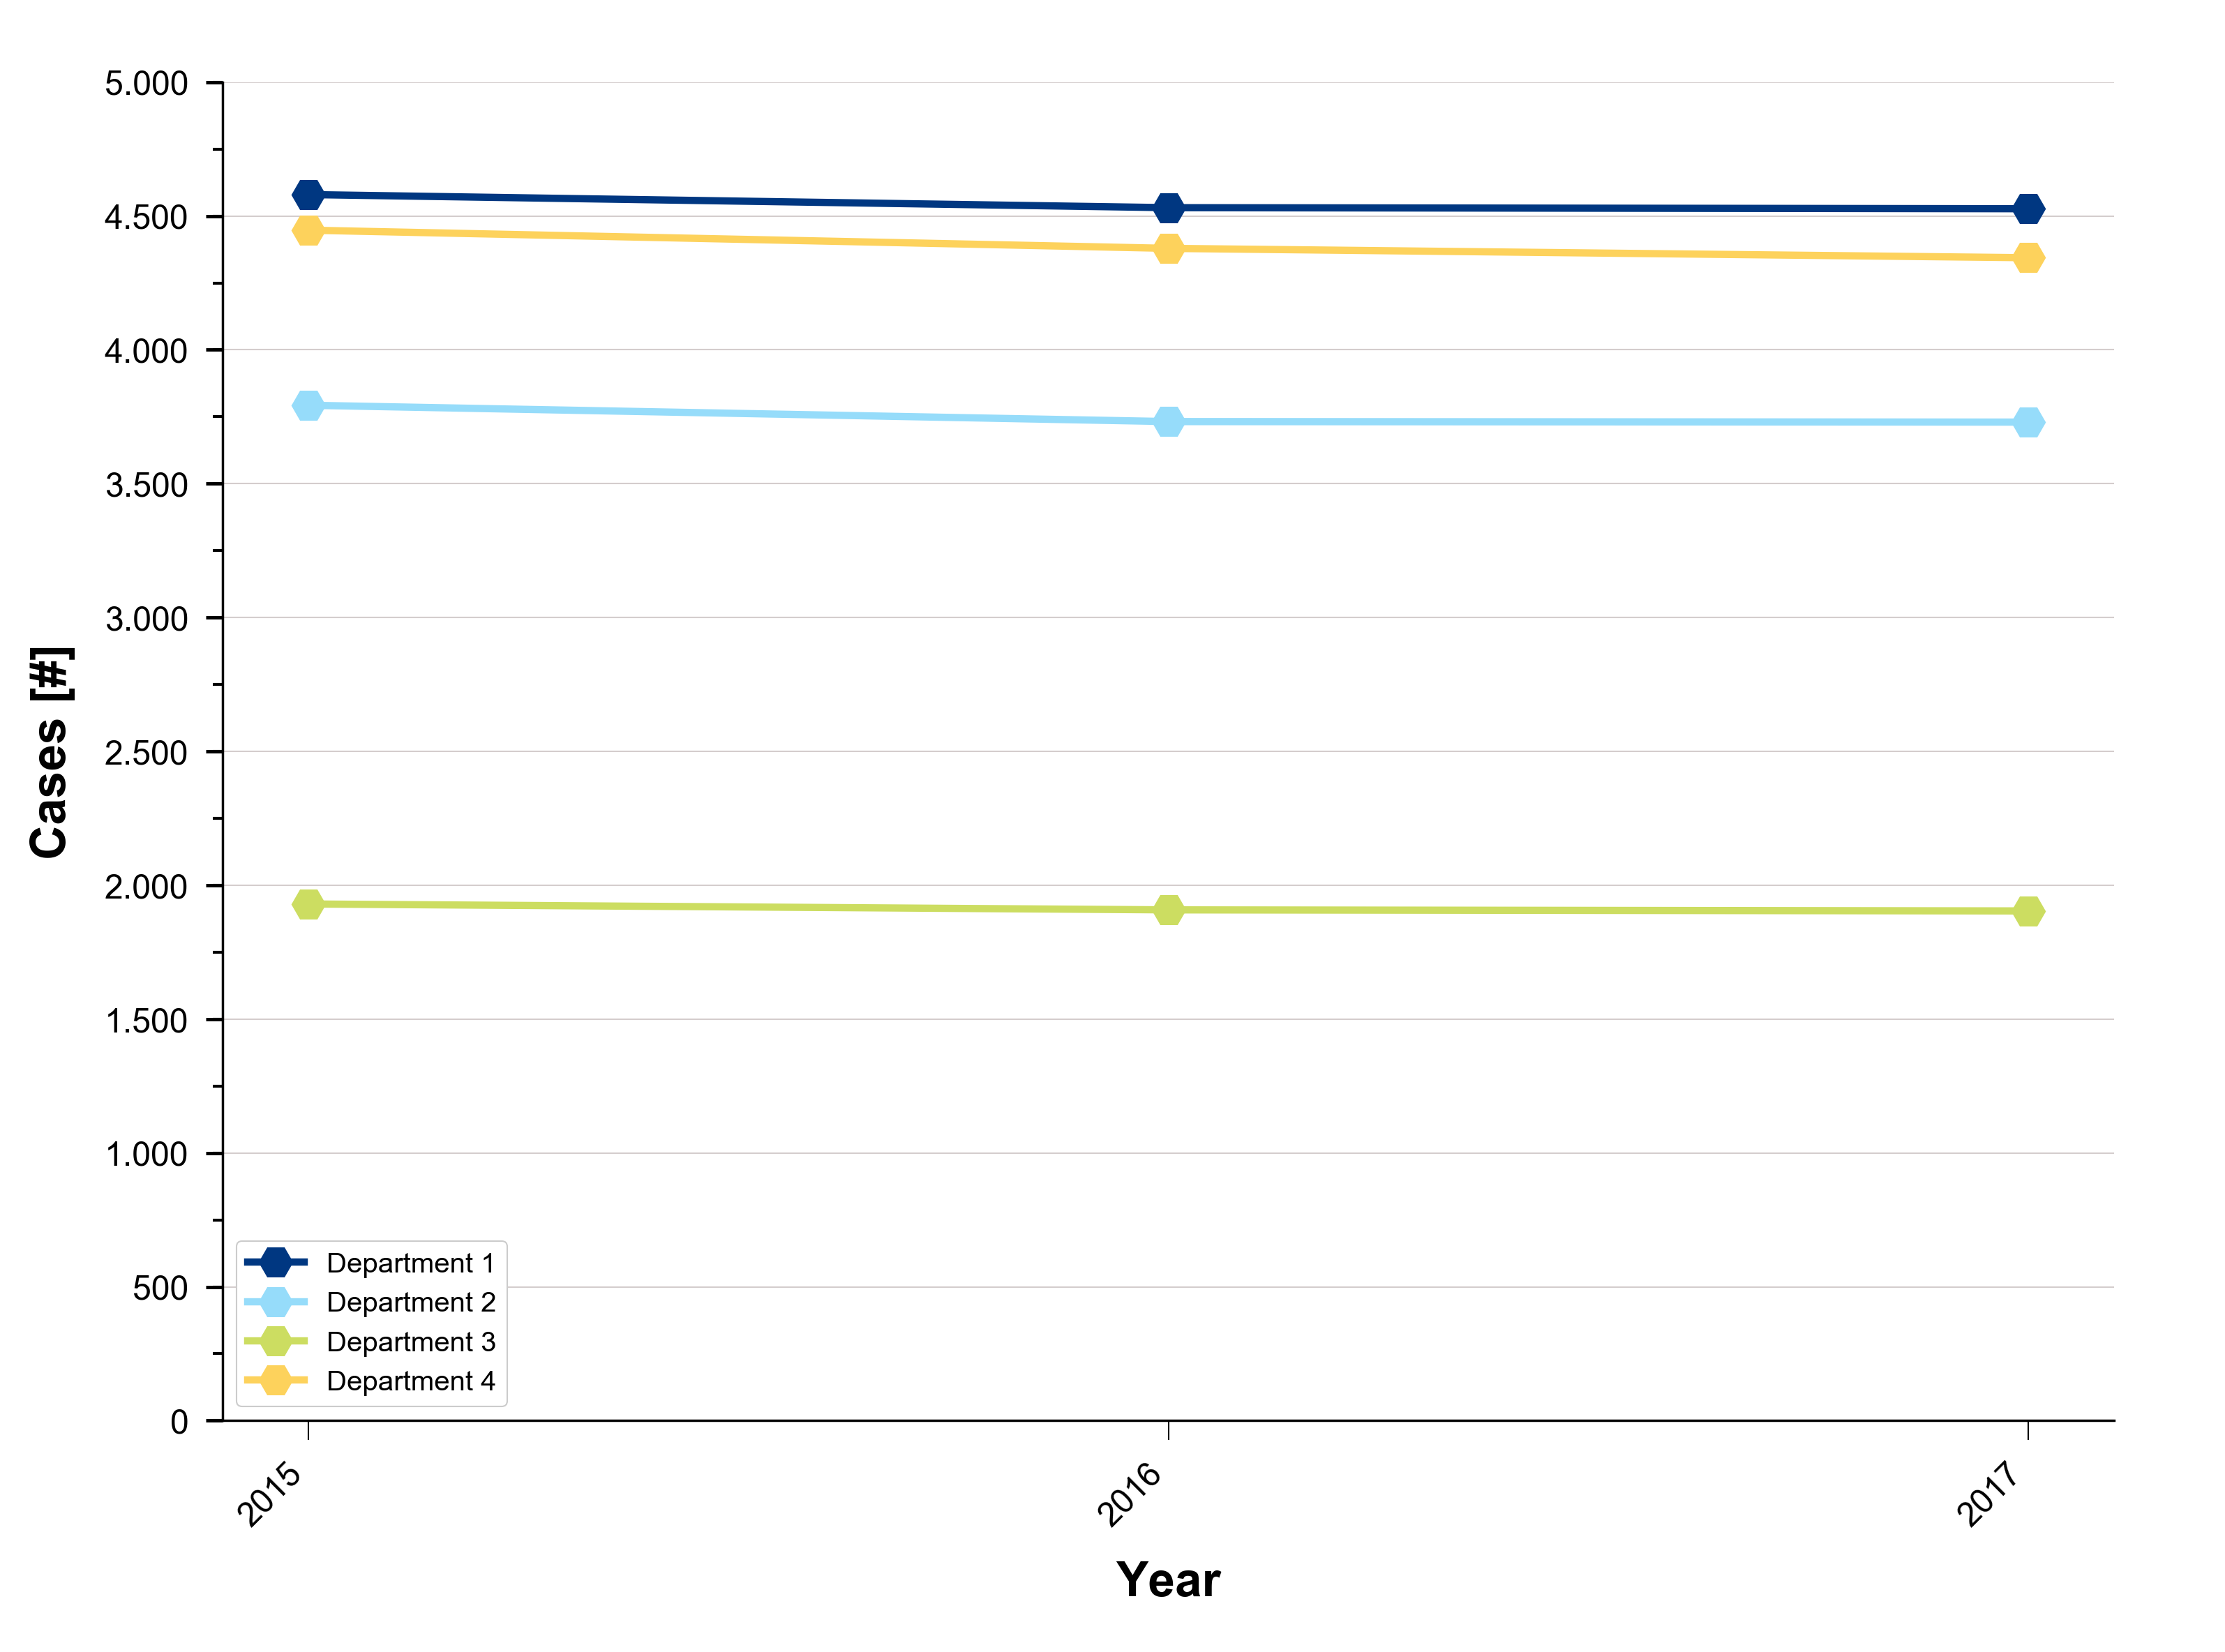 5.000
4.500
4.000
3.500
3.000
2.500
2.000
1.500
1.000
500
0
Cases [#]
Department 1
Department 2
Department 3
Department 4
2015
2016
2017
Year